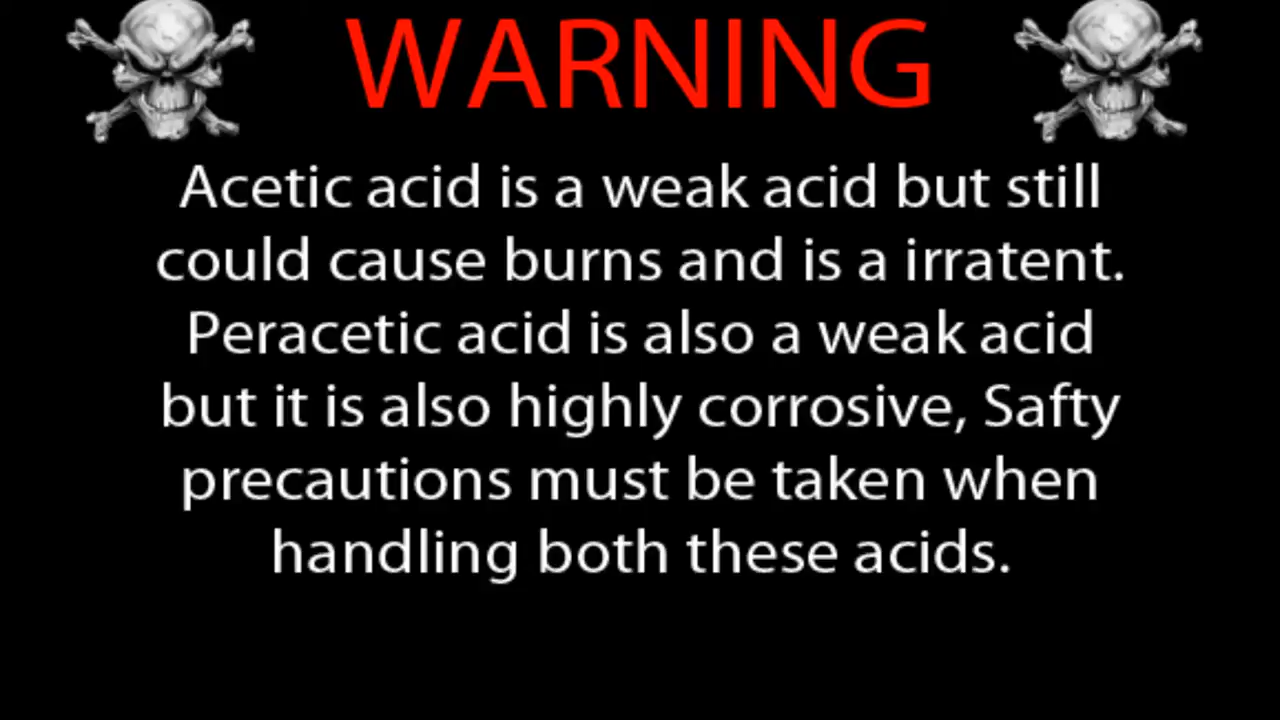 WARNING
Acetic acid is a weak acid but still
could cause burns and is a irratent.
Peracetic acid is also a weak acid
but it is also highly corrosive, Safty
precautions must be taken when
handling both these acids.